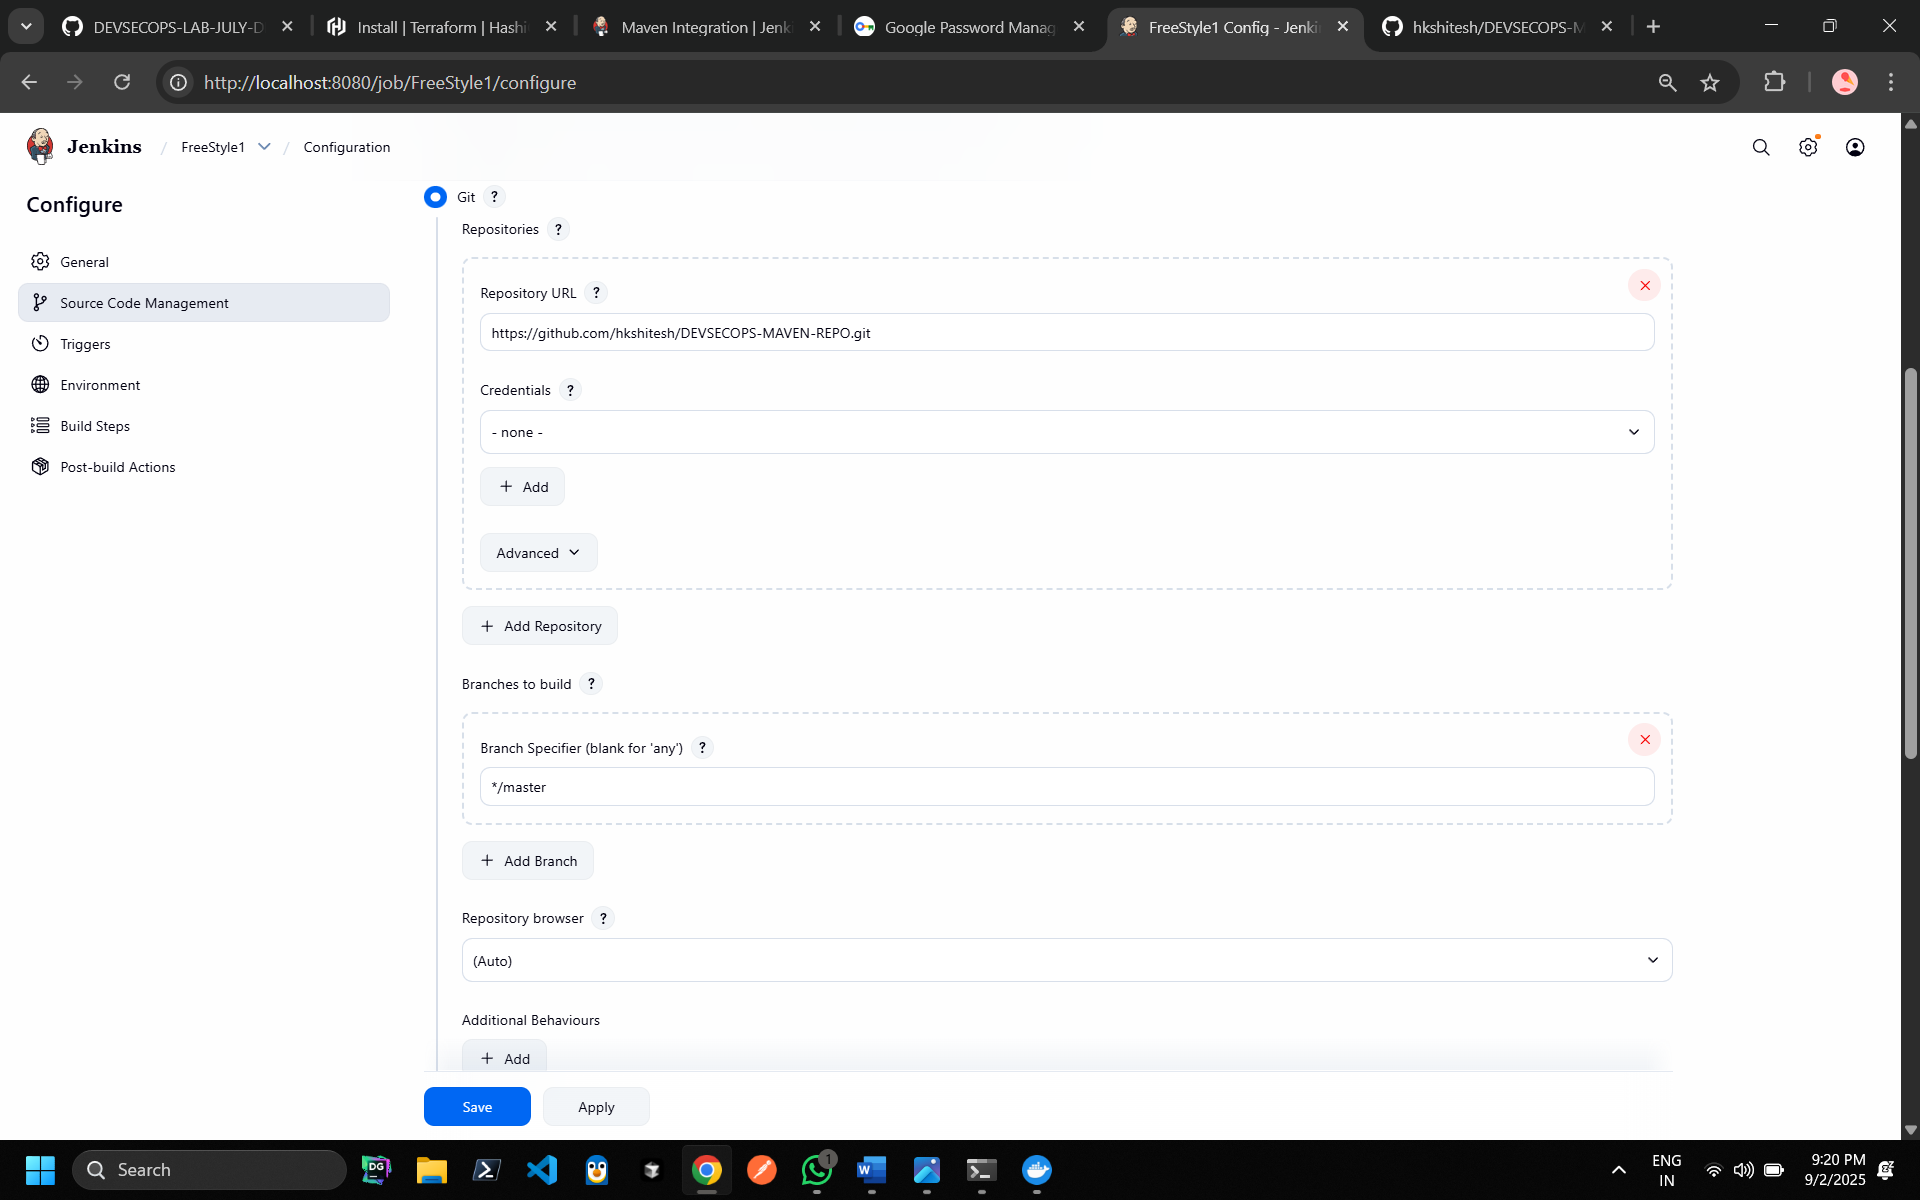 DEVSECOPS-LAB-JULY-D
Install | Terraform | Hashi
Maven Integration | Jenki
Google Password Manag
FreeStyle1 Config - Jenki
hkshitesh/DEVSECOPS-M
http://localhost:8080/job/FreeStyle1/configure
Jenkins / FreeStyle1 / Configuration
Configure
General
Source Code Management
Triggers
Environment
Build Steps
Post-build Actions
Git ?
Repositories ?
Repository URL ?
https://github.com/hkshitesh/DEVSECOPS-MAVEN-REPO.git
Credentials ?
- none -
+ Add
Advanced
+ Add Repository
Branches to build ?
Branch Specifier (blank for 'any') ?
*/master
+ Add Branch
Repository browser ?
(Auto)
Additional Behaviours
+ Add
Save
Apply
Search
DG
1
ENG
IN
9:20 PM
9/2/2025